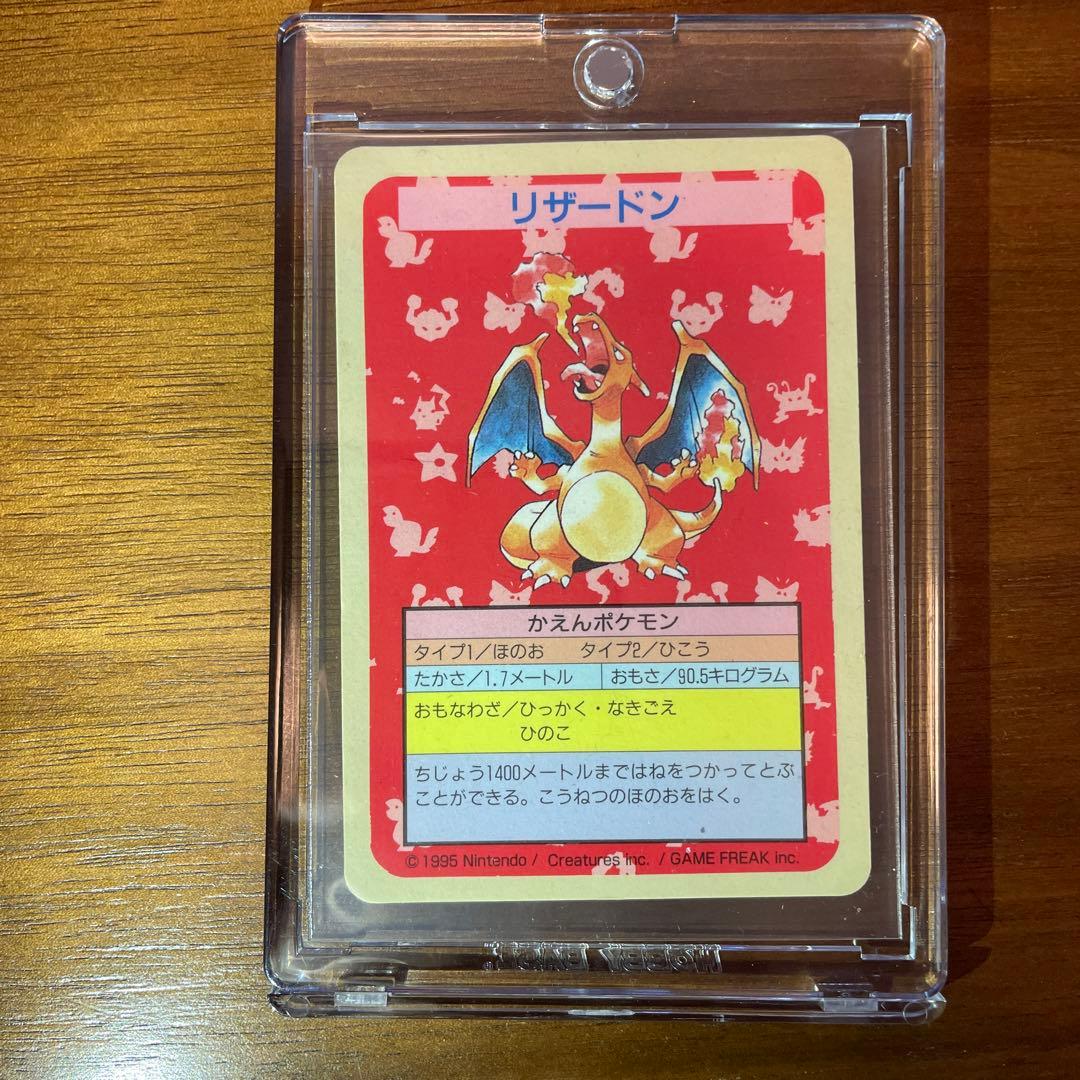 リザードン
かえんポケモン
タイプ1／ほのお　タイプ2／ひこう
たかさ／1.7メートル　おもさ／90.5キログラム
おもなわざ／ひっかく・なきごえ
ひのこ
ちじょう1400メートルまではねをつかってとぶ
ことができる。こうねつのほのおをはく。
© 1995 Nintendo / Creatures inc. / GAME FREAK inc.